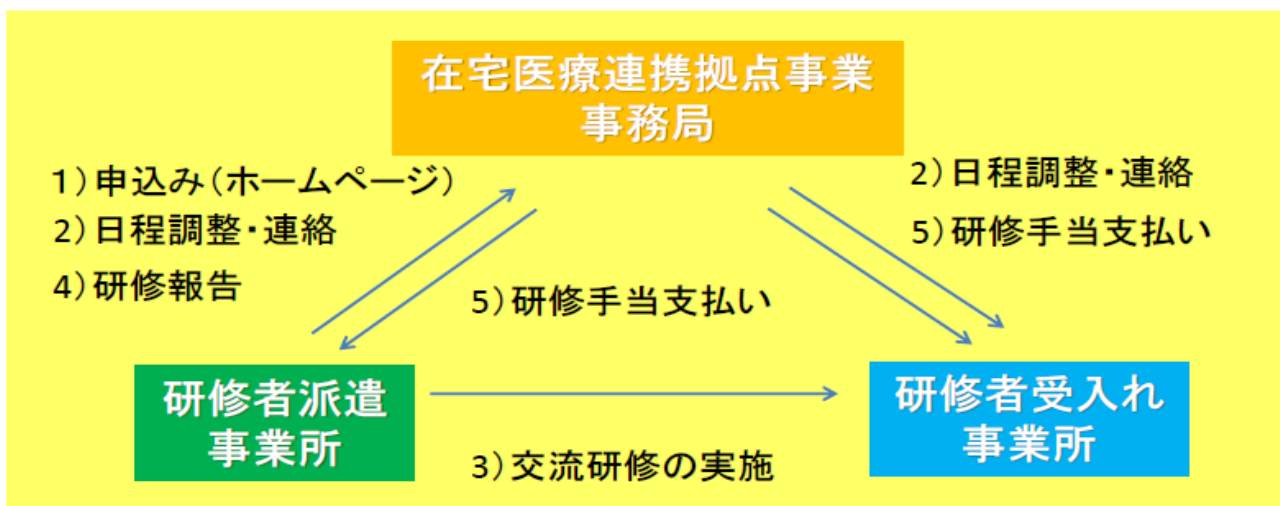 在宅医療連携拠点事業
事務局
1)申込み(ホームページ)
2)日程調整・連絡
4)研修報告
2)日程調整・連絡
5)研修手当支払い
5)研修手当支払い
研修者派遣
事業所
研修者受入れ
事業所
3)交流研修の実施